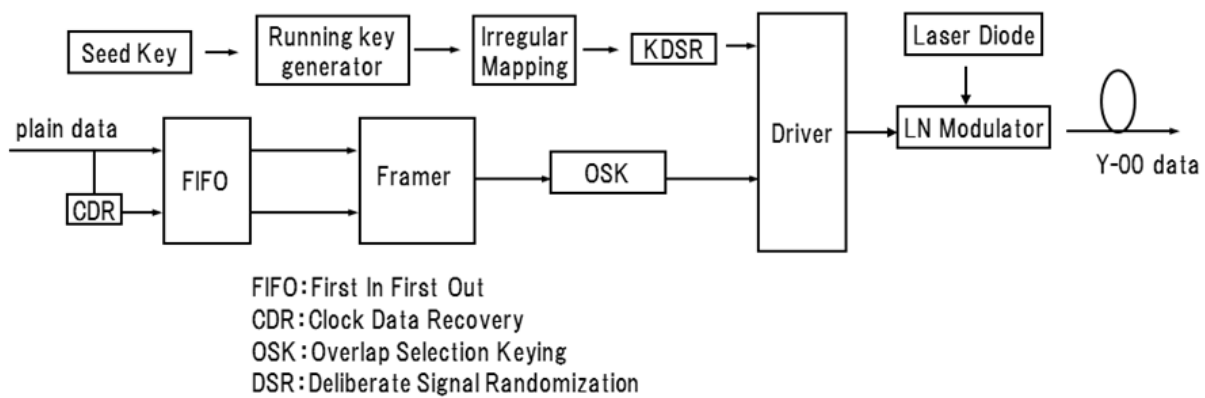 Seed Key
Running key
generator
Irregular
Mapping
KDSR
Driver
Laser Diode
LN Modulator
Y-00 data
plain data
CDR
FIFO
Framer
OSK
FIFO:First In First Out
CDR:Clock Data Recovery
OSK:Overlap Selection Keying
DSR:Deliberate Signal Randomization